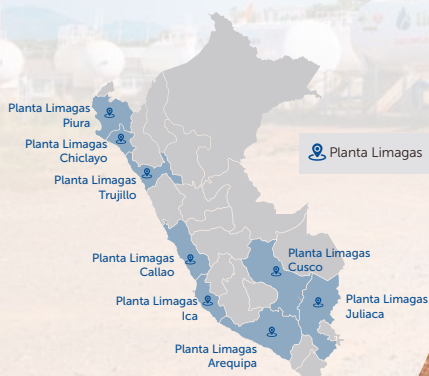 Planta Limagas
Piura
Planta Limagas
Chiclayo
Planta Limagas
Trujillo
Planta Limagas
Planta Limagas
Callao
Planta Limagas
Cusco
Planta Limagas
Ica
Planta Limagas
Juliaca
Planta Limagas
Arequipa